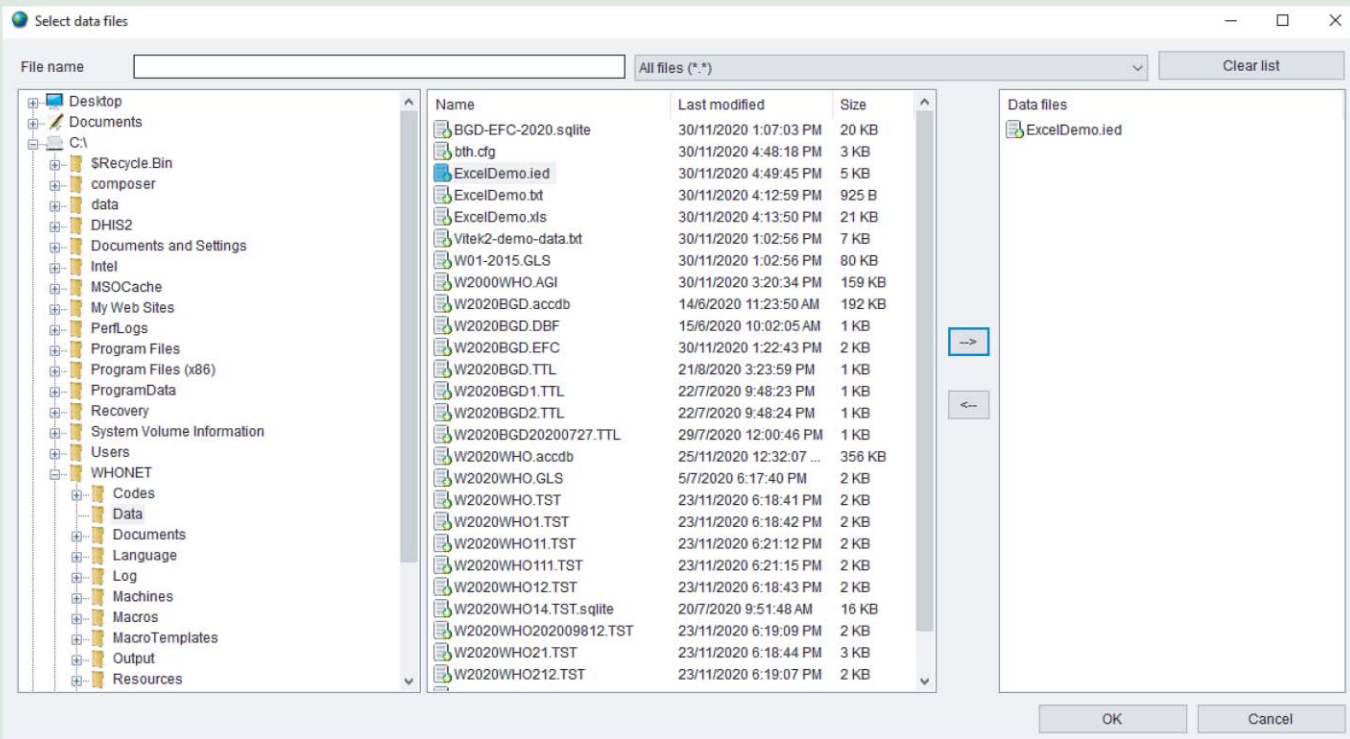 Select data files
File name
All files (*.*)
Clear list
Desktop
Documents
C:\
$Recycle.Bin
composer
data
DHIS2
Documents and Settings
Intel
MSOCache
My Web Sites
PerfLogs
Program Files
Program Files (x86)
ProgramData
Recovery
System Volume Information
Users
WHONET
Codes
Data
Documents
Language
Log
Machines
Macros
MacroTemplates
Output
Resources
Name Last modified Size
BGD-EFC-2020.sqlite 30/11/2020 1:07:03 PM 20 KB
bth.cfg 30/11/2020 4:48:18 PM 3 KB
ExcelDemo.ied 30/11/2020 4:49:45 PM 5 KB
ExcelDemo.txt 30/11/2020 4:12:59 PM 925 B
ExcelDemo.xls 30/11/2020 4:13:50 PM 21 KB
Vitek2-demo-data.txt 30/11/2020 1:02:56 PM 7 KB
W01-2015.GLS 30/11/2020 1:02:56 PM 80 KB
W2000WHO.AGI 30/11/2020 3:20:34 PM 159 KB
W2020BGD.accdb 14/6/2020 11:23:50 AM 192 KB
W2020BGD.DBF 15/6/2020 10:02:05 AM 1 KB
W2020BGD.EFC 30/11/2020 1:22:43 PM 2 KB
W2020BGD.TTL 21/8/2020 3:23:59 PM 1 KB
W2020BGD1.TTL 22/7/2020 9:48:23 PM 1 KB
W2020BGD2.TTL 22/7/2020 9:48:24 PM 1 KB
W2020BGD20200727.TTL 29/7/2020 12:00:46 PM 1 KB
W2020WHO.accdb 25/11/2020 12:32:07 ... 356 KB
W2020WHO.GLS 5/7/2020 6:17:40 PM 2 KB
W2020WHO.TST 23/11/2020 6:18:41 PM 2 KB
W2020WHO1.TST 23/11/2020 6:18:42 PM 2 KB
W2020WHO11.TST 23/11/2020 6:21:12 PM 2 KB
W2020WHO111.TST 23/11/2020 6:21:15 PM 2 KB
W2020WHO12.TST 23/11/2020 6:18:43 PM 2 KB
W2020WHO14.TST.sqlite 20/7/2020 9:51:48 AM 16 KB
W2020WHO202009812.TST 23/11/2020 6:19:09 PM 2 KB
W2020WHO21.TST 23/11/2020 6:18:44 PM 3 KB
W2020WHO212.TST 23/11/2020 6:19:07 PM 2 KB
-->
<--
Data files
ExcelDemo.ied
OK
Cancel